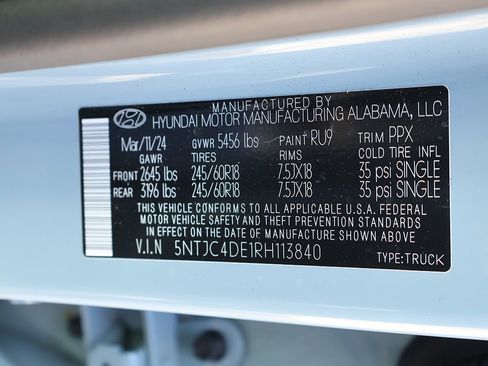 MANUFACTURED BY
HYUNDAI MOTOR MANUFACTURING ALABAMA, LLC
Mar/11/24 GVWR 5456 lbs PAINT RU9 TRIM PPX
GAWR TIRES RIMS COLD TIRE INFL
FRONT 2645 lbs 245/60R18 7.5JX18 35 psi SINGLE
REAR 3196 lbs 245/60R18 7.5JX18 35 psi SINGLE
THIS VEHICLE CONFORMS TO ALL APPLICABLE U.S.A. FEDERAL
MOTOR VEHICLE SAFETY AND THEFT PREVENTION STANDARDS
IN EFFECT ON THE DATE OF MANUFACTURE SHOWN ABOVE
V.I.N 5NTJC4DE1RH113840
TYPE:TRUCK